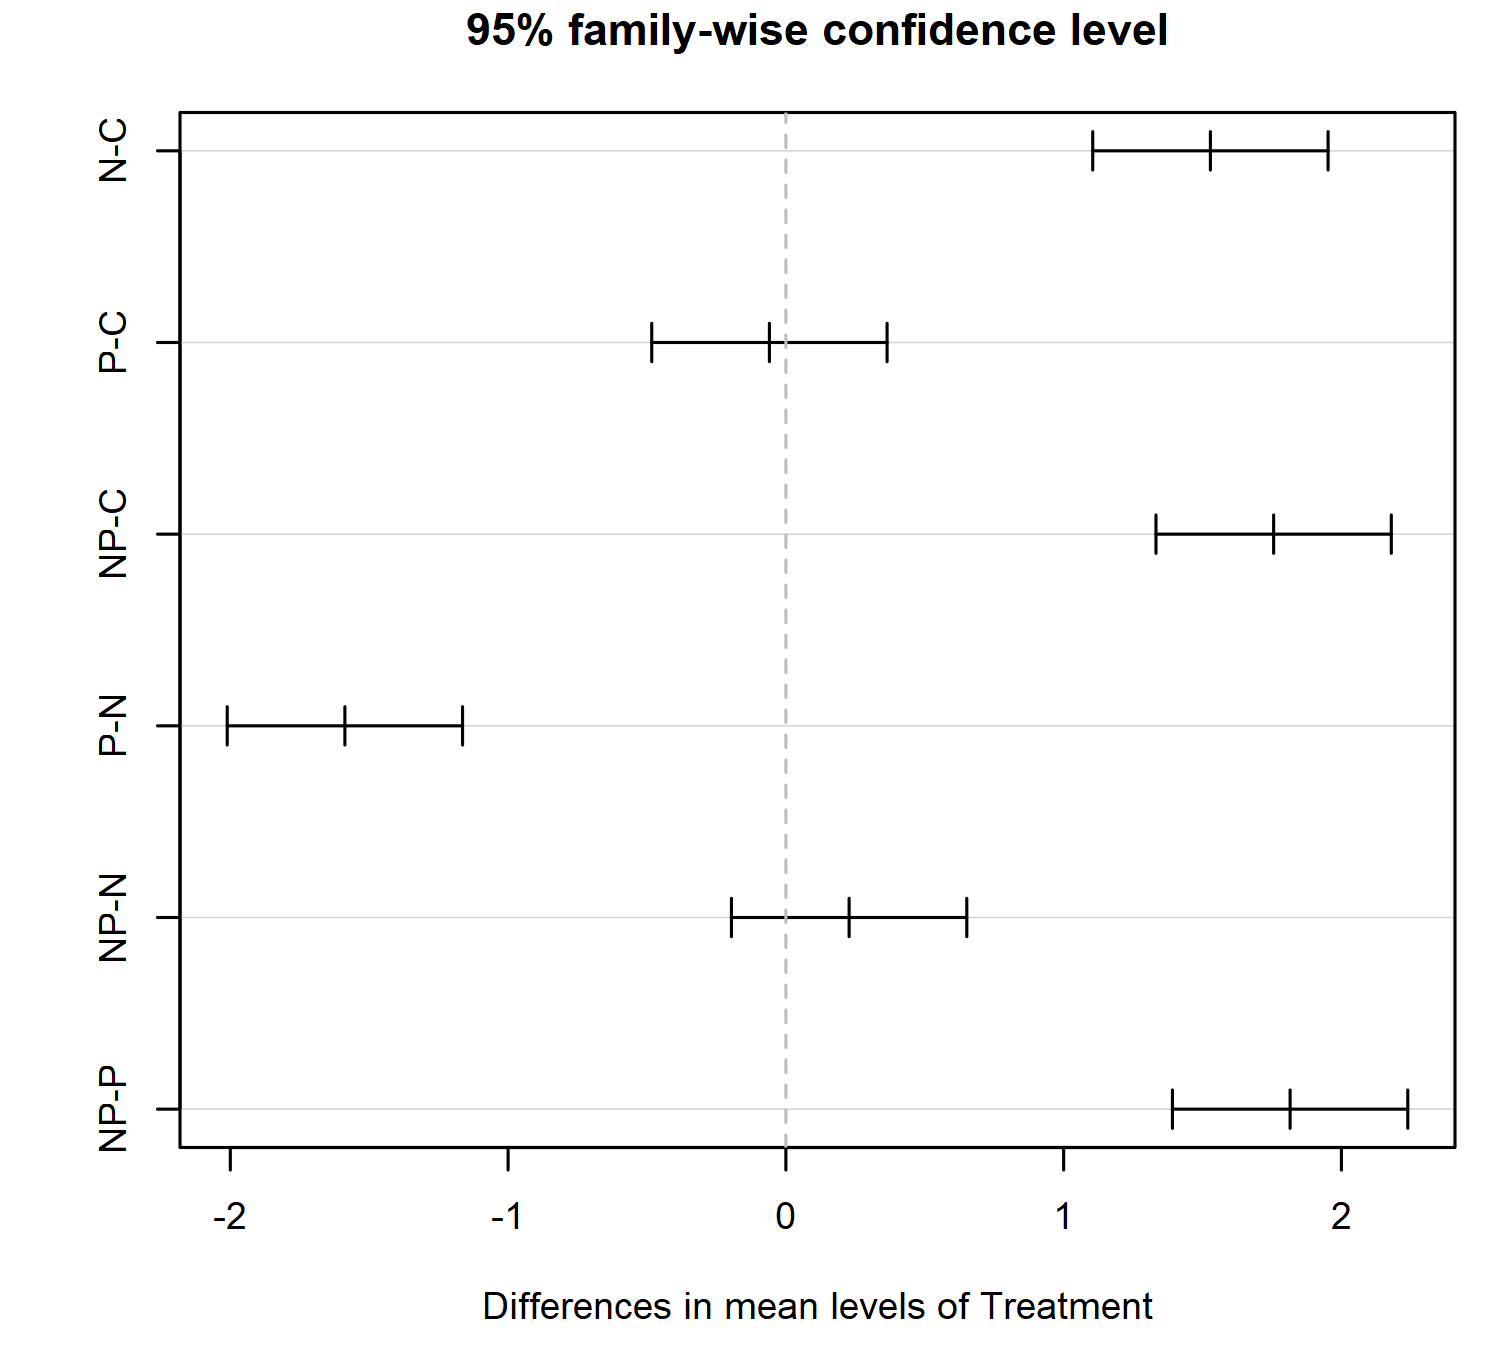 95% family-wise confidence level
N-C
P-C
NP-C
P-N
NP-N
NP-P
-2 -1 0 1 2
Differences in mean levels of Treatment